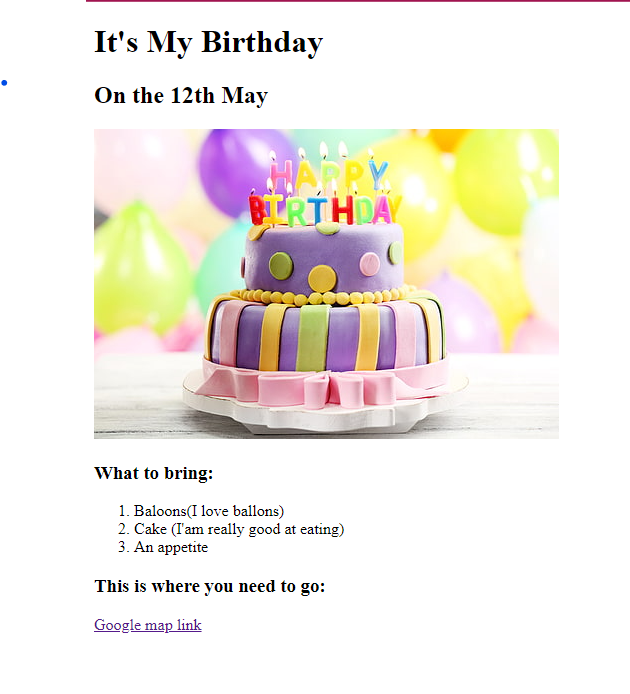 It's My Birthday
On the 12th May
HAPPY
BIRTHDAY
What to bring:
1. Baloons(I love ballons)
2. Cake (I'am really good at eating)
3. An appetite
This is where you need to go:
Google map link